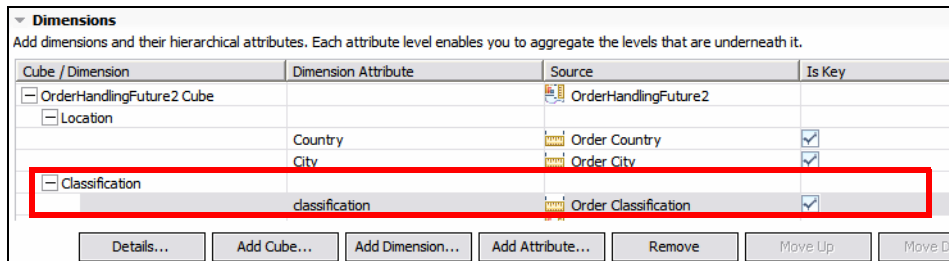 Dimensions
Add dimensions and their hierarchical attributes. Each attribute level enables you to aggregate the levels that are underneath it.
Cube / Dimension Dimension Attribute Source Is Key
OrderHandlingFuture2 Cube OrderHandlingFuture2
Location
Country Order Country
City Order City
Classification
classification Order Classification
Details... Add Cube... Add Dimension... Add Attribute... Remove Move Up Move D